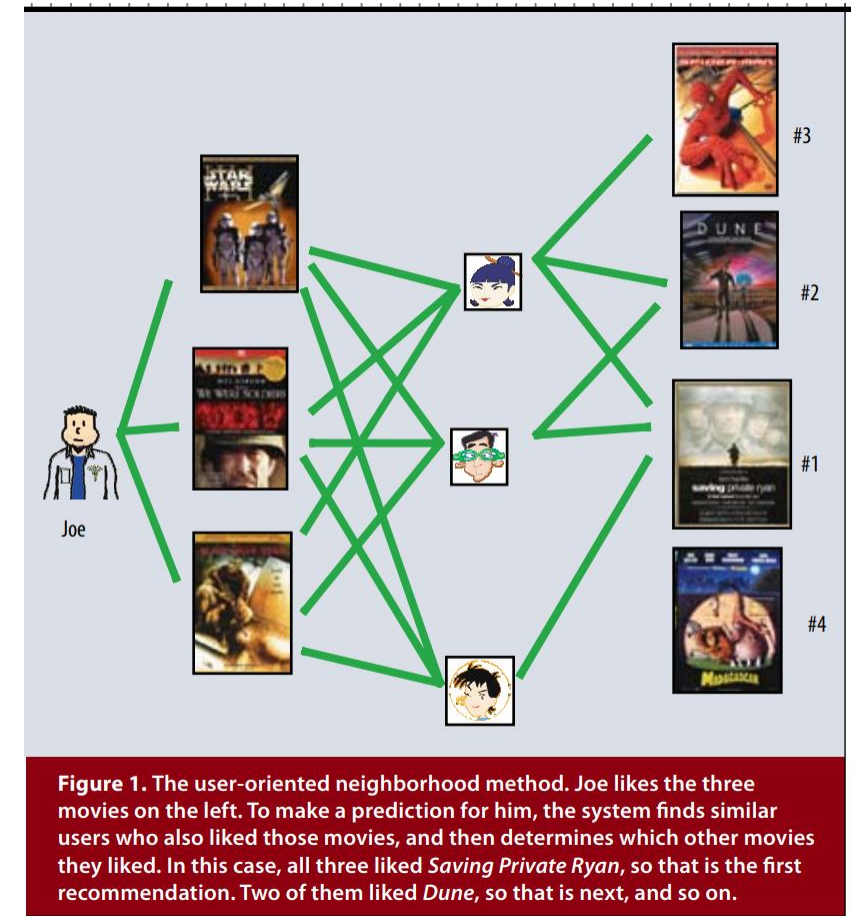 #3
STAR
WARS
DUNE
#2
WE WERE SOLDIERS
Joe
saving private ryan
#1
#4
MADAGASCAR
Figure 1. The user-oriented neighborhood method. Joe likes the three
movies on the left. To make a prediction for him, the system finds similar
users who also liked those movies, and then determines which other movies
they liked. In this case, all three liked Saving Private Ryan, so that is the first
recommendation. Two of them liked Dune, so that is next, and so on.